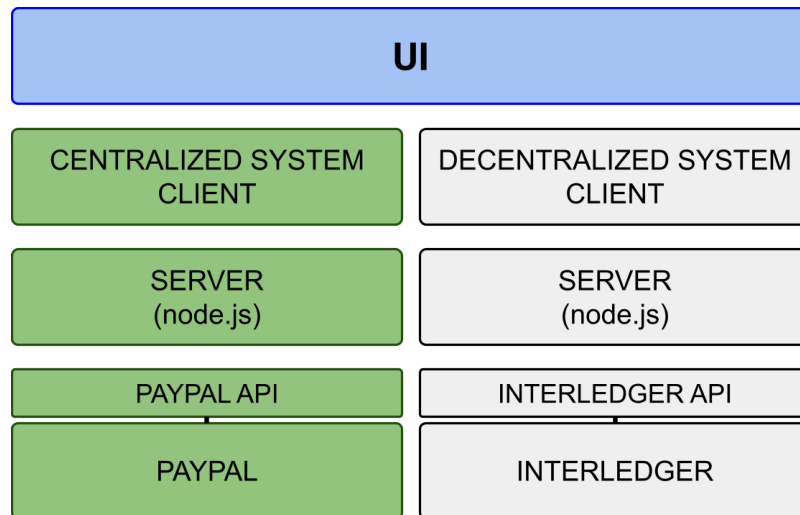 UI
CENTRALIZED SYSTEM
CLIENT
DECENTRALIZED SYSTEM
CLIENT
SERVER
(node.js)
SERVER
(node.js)
PAYPAL API
INTERLEDGER API
PAYPAL
INTERLEDGER